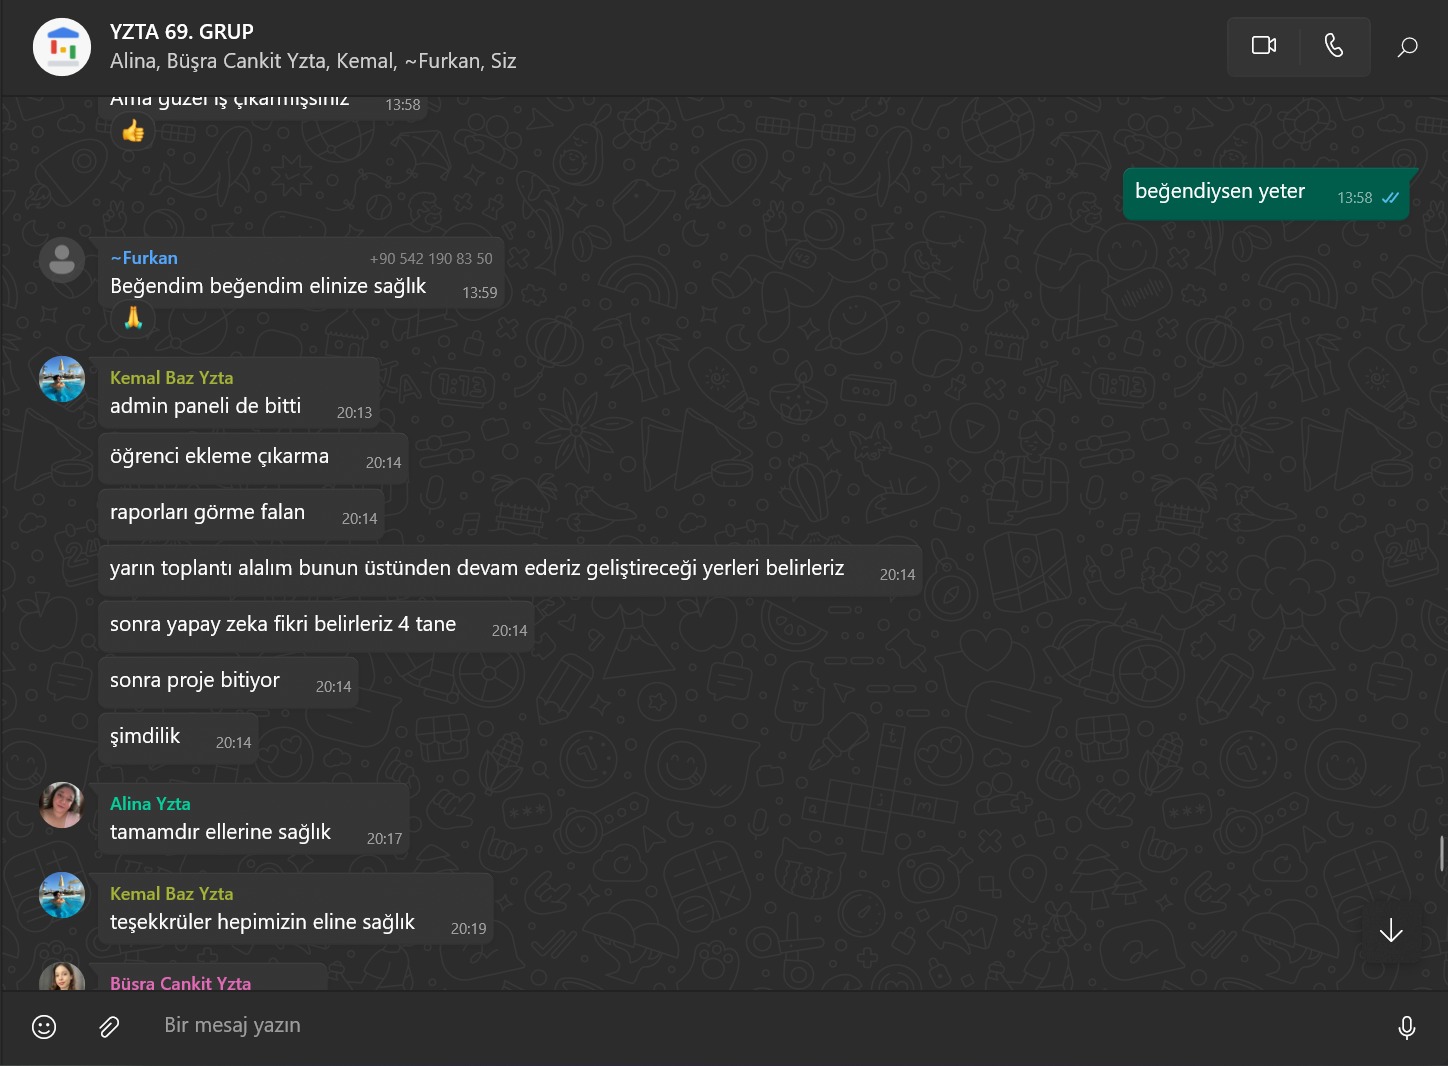 YZTA 69. GRUP
Alina, Büşra Cankit Yzta, Kemal, ~Furkan, Siz
Ama güzel iş çıkarmışsınız 13:58
beğendiysen yeter 13:58
~Furkan +90 542 190 83 50
Beğendim beğendim elinize sağlık 13:59
Kemal Baz Yzta
admin paneli de bitti 20:13
öğrenci ekleme çıkarma 20:14
raporları görme falan 20:14
yarın toplantı alalım bunun üstünden devam ederiz geliştireceği yerleri belirleriz 20:14
sonra yapay zeka fikri belirleriz 4 tane 20:14
sonra proje bitiyor 20:14
şimdilik 20:14
Alina Yzta
tamamdır ellerine sağlık 20:17
Kemal Baz Yzta
teşekkrüler hepimizin eline sağlık 20:19
Büşra Cankit Yzta
Bir mesaj yazın